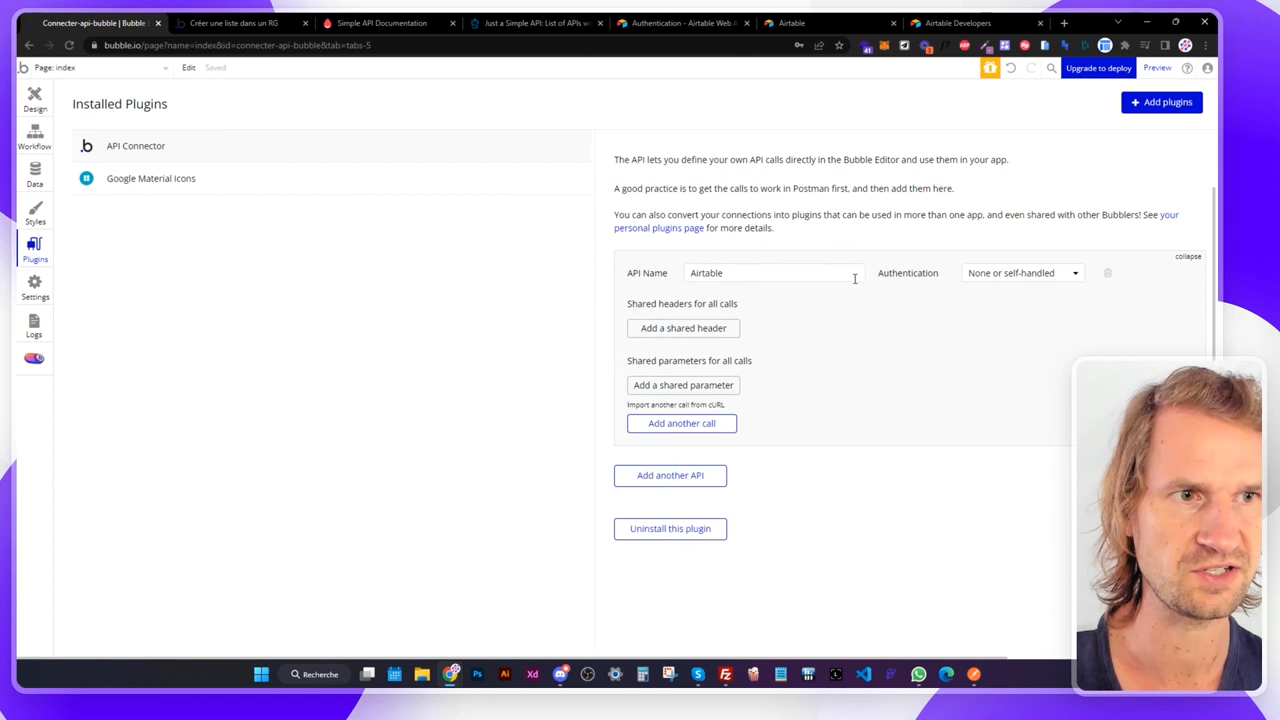 Connecter-api-bubble | Bubble
Créer une liste dans un RG
Simple API Documentation
Just a Simple API: List of APIs w
Authentication - Airtable Web A
Airtable
Airtable Developers
bubble.io/page?name=index&id=connecter-api-bubble&tab=tabs-5
Page: index
Edit
Saved
Upgrade to deploy
Preview
Design
Workflow
Data
Styles
Plugins
Settings
Logs
Installed Plugins
Add plugins
API Connector
Google Material Icons
The API lets you define your own API calls directly in the Bubble Editor and use them in your app.
A good practice is to get the calls to work in Postman first, and then add them here.
You can also convert your connections into plugins that can be used in more than one app, and even shared with other Bubblers! See your
personal plugins page for more details.
collapse
API Name
Airtable
Authentication
None or self-handled
Shared headers for all calls
Add a shared header
Shared parameters for all calls
Add a shared parameter
Import another call from cURL
Add another call
Add another API
Uninstall this plugin
Recherche